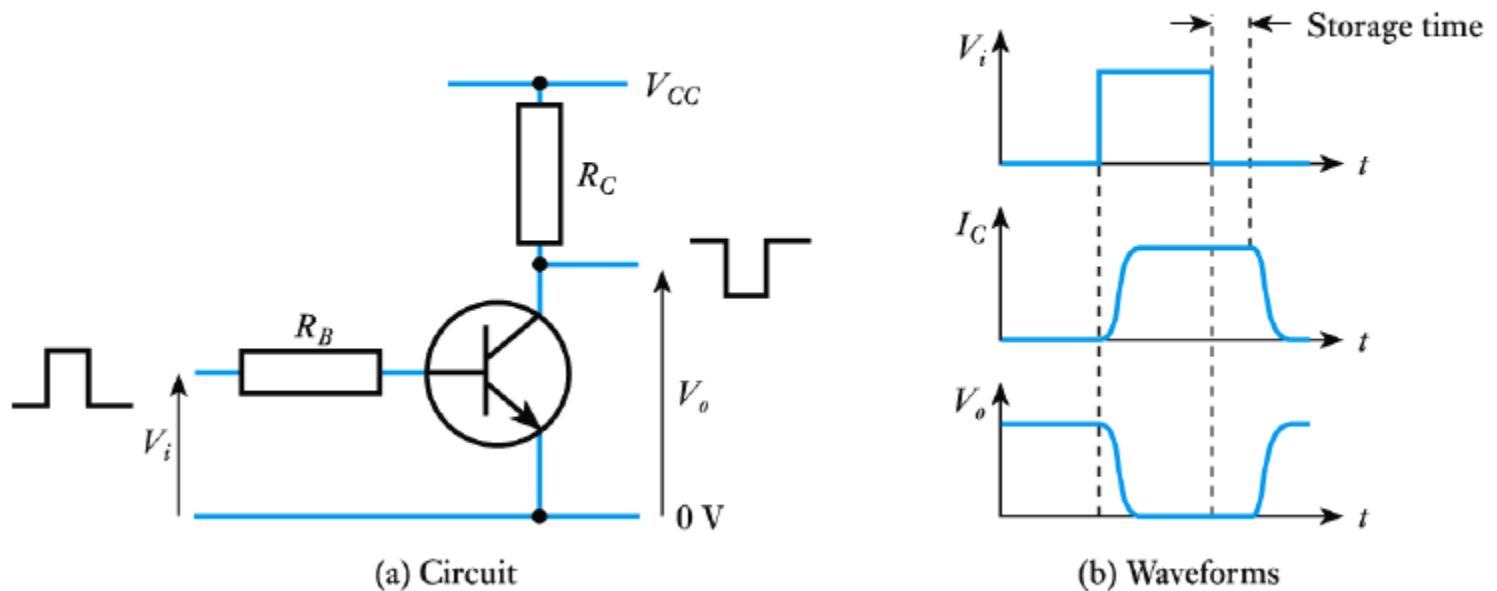 V_CC
R_C
R_B
V_i
V_o
0 V
(a) Circuit
Storage time
V_i
t
I_C
t
V_o
t
(b) Waveforms